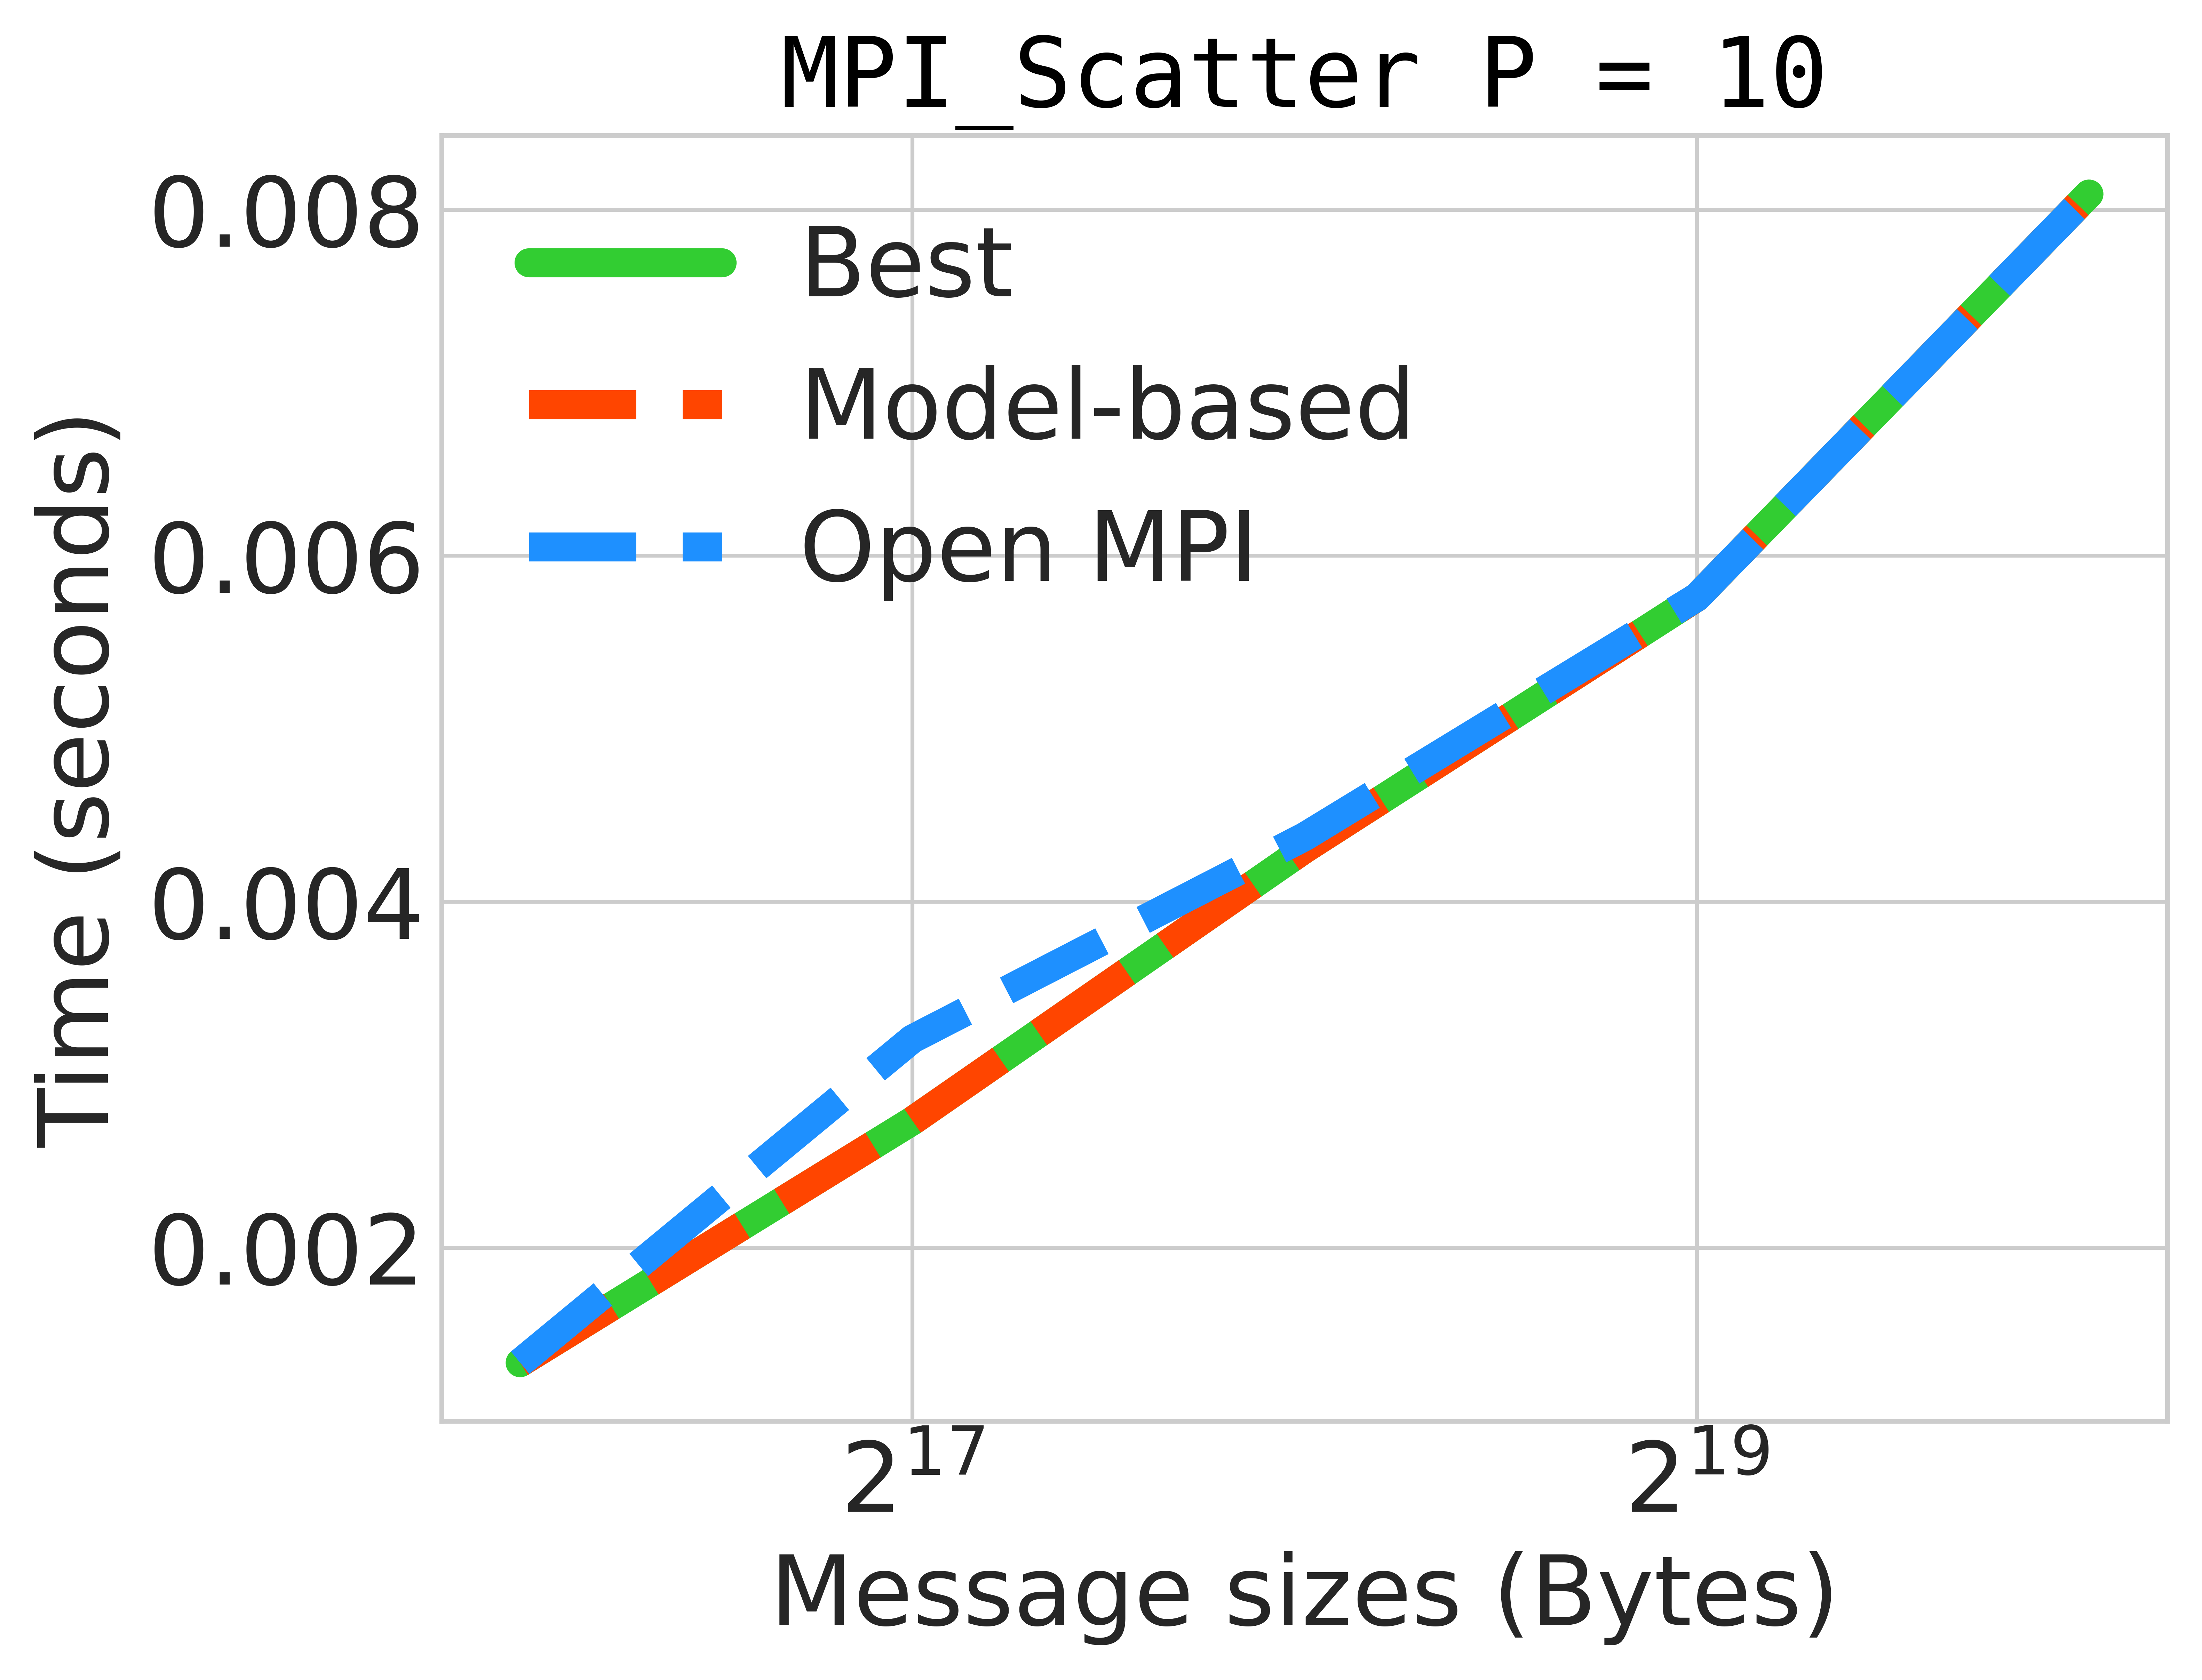 MPI_Scatter P = 10
0.008
0.006
0.004
0.002
Time (seconds)
Best
Model-based
Open MPI
2^17
2^19
Message sizes (Bytes)